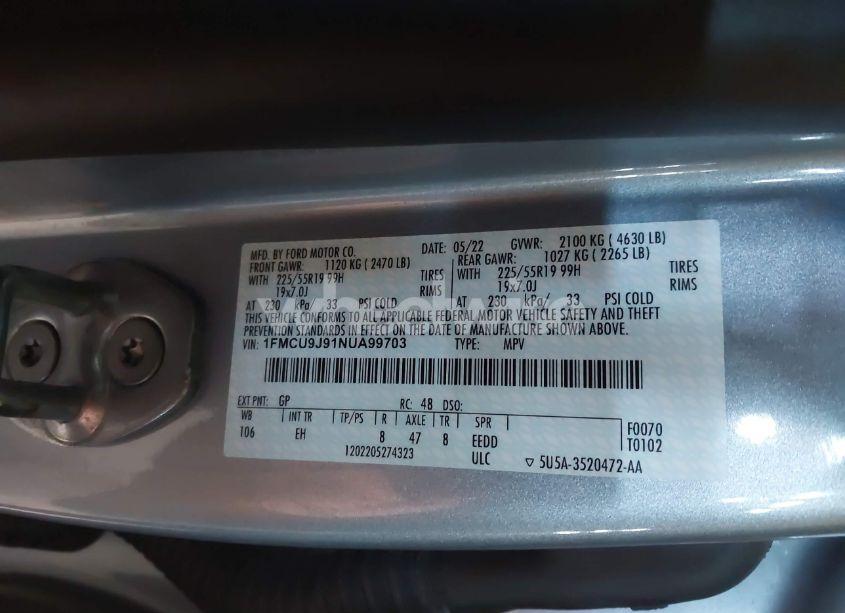 MFD. BY FORD MOTOR CO. DATE: 05/22 GVWR: 2100 KG ( 4630 LB)
FRONT GAWR: 1120 KG ( 2470 LB) REAR GAWR: 1027 KG ( 2265 LB)
WITH 225/55R19 99H TIRES WITH 225/55R19 99H TIRES
19x7.0J RIMS 19x7.0J RIMS
AT 230 kPa/ 33 PSI COLD AT 230 kPa/ 33 PSI COLD
THIS VEHICLE CONFORMS TO ALL APPLICABLE FEDERAL MOTOR VEHICLE SAFETY AND THEFT
PREVENTION STANDARDS IN EFFECT ON THE DATE OF MANUFACTURE SHOWN ABOVE.
VIN: 1FMCU9J91NUA99703 TYPE: MPV
EXT PNT: GP RC: 48 DSO:
WB INT TR TP/PS R AXLE TR SPR F0070
106 EH 8 47 8 EEDD T0102
1202205274323 ULC ▽ 5U5A-3520472-AA